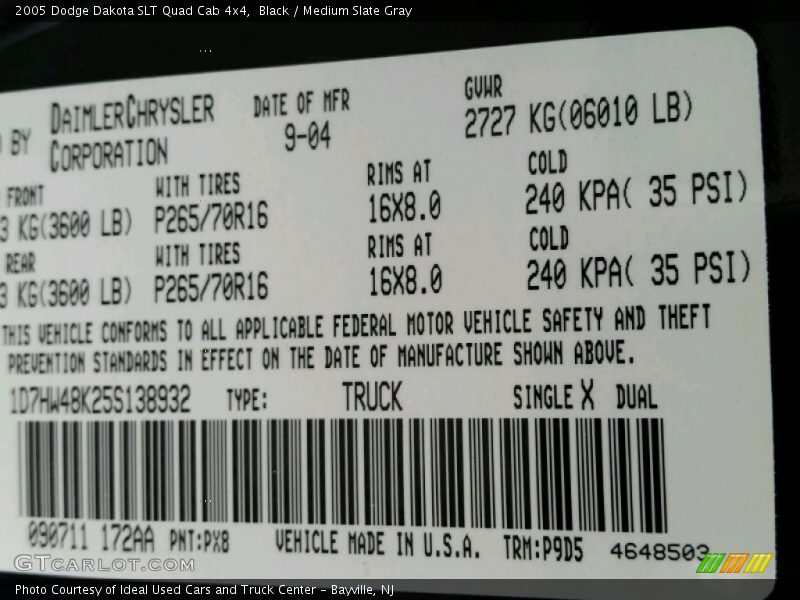 2005 Dodge Dakota SLT Quad Cab 4x4,  Black / Medium Slate Gray
BY DAIMLERCHRYSLER CORPORATION DATE OF MFR 9-04 GVWR 2727 KG(06010 LB)
FRONT WITH TIRES RIMS AT COLD
3 KG(3600 LB) P265/70R16 16X8.0 240 KPA( 35 PSI)
REAR WITH TIRES RIMS AT COLD
3 KG(3600 LB) P265/70R16 16X8.0 240 KPA( 35 PSI)
THIS VEHICLE CONFORMS TO ALL APPLICABLE FEDERAL MOTOR VEHICLE SAFETY AND THEFT
PREVENTION STANDARDS IN EFFECT ON THE DATE OF MANUFACTURE SHOWN ABOVE.
1D7HW48K25S138932 TYPE: TRUCK SINGLE X DUAL
090711 172AA PNT:PX8 VEHICLE MADE IN U.S.A. TRM:P9D5 4648503
GTCARLOT.COM
Photo Courtesy of Ideal Used Cars and Truck Center – Bayville, NJ